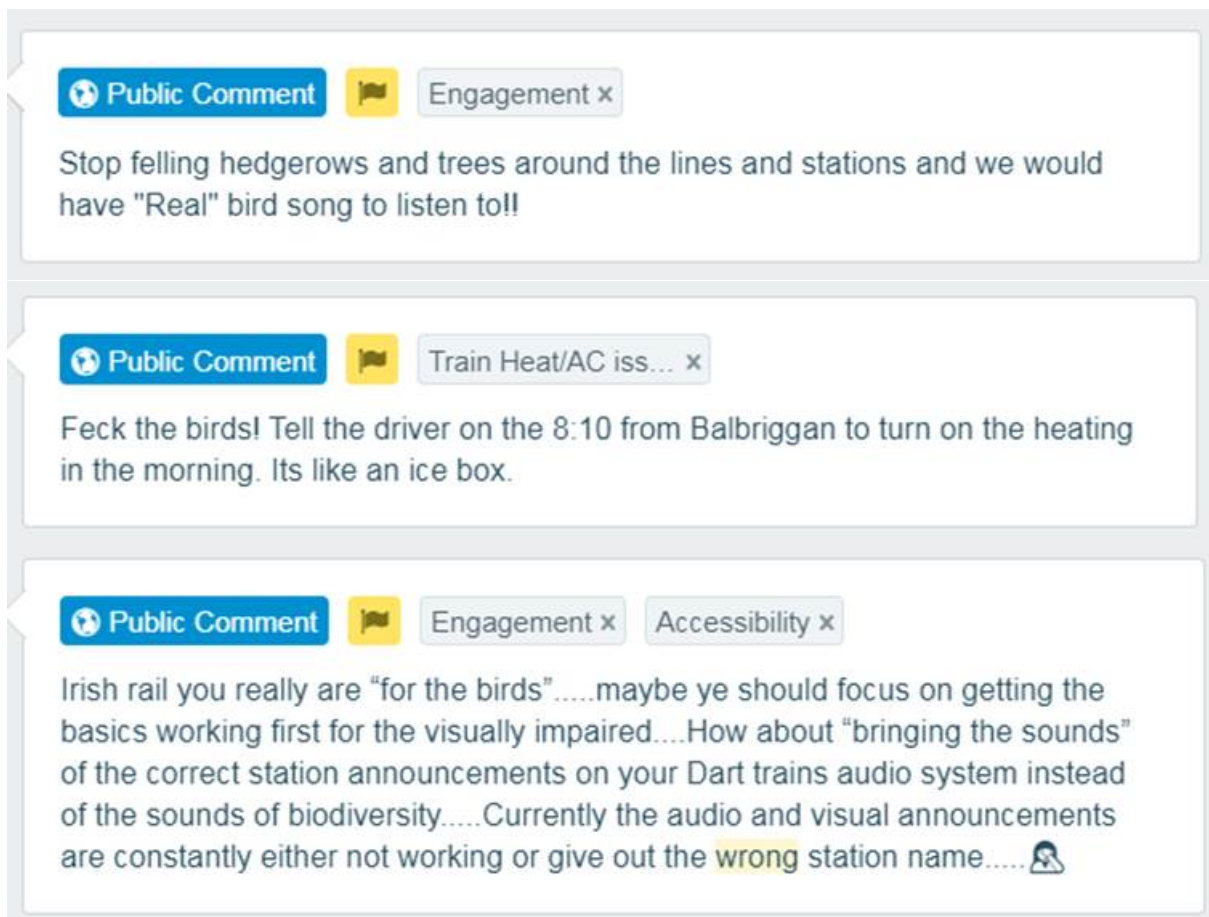 Public Comment Engagement ×
Stop felling hedgerows and trees around the lines and stations and we would
have "Real" bird song to listen to!!
Public Comment Train Heat/AC iss... ×
Feck the birds! Tell the driver on the 8:10 from Balbriggan to turn on the heating
in the morning. Its like an ice box.
Public Comment Engagement × Accessibility ×
Irish rail you really are “for the birds”.....maybe ye should focus on getting the
basics working first for the visually impaired....How about “bringing the sounds”
of the correct station announcements on your Dart trains audio system instead
of the sounds of biodiversity.....Currently the audio and visual announcements
are constantly either not working or give out the wrong station name.....